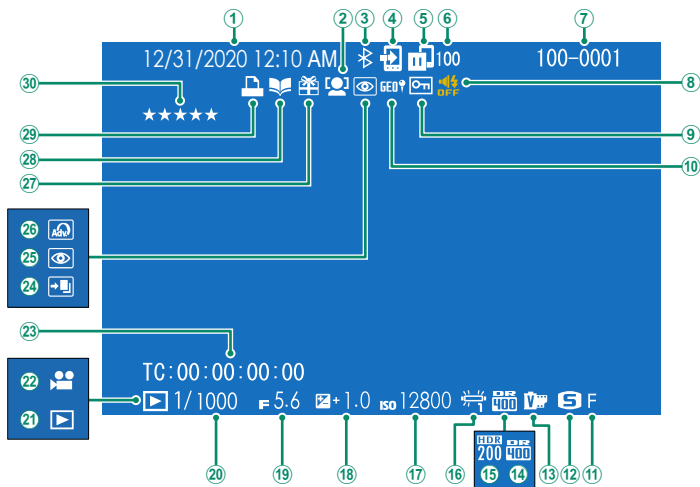 1 2 3 4 5 6 7
12/31/2020 12:10 AM 100 100-0001
30 GEO OFF 8
★★★★★
29 9
28 10
27
26 Adv.
25
24
23
TC:00:00:00:00
22
1/1000 F 5.6 +1.0 ISO 12800 1 DR 400 V S F
21
HDR 200 DR 400
20 19 18 17 16 15 14 13 12 11